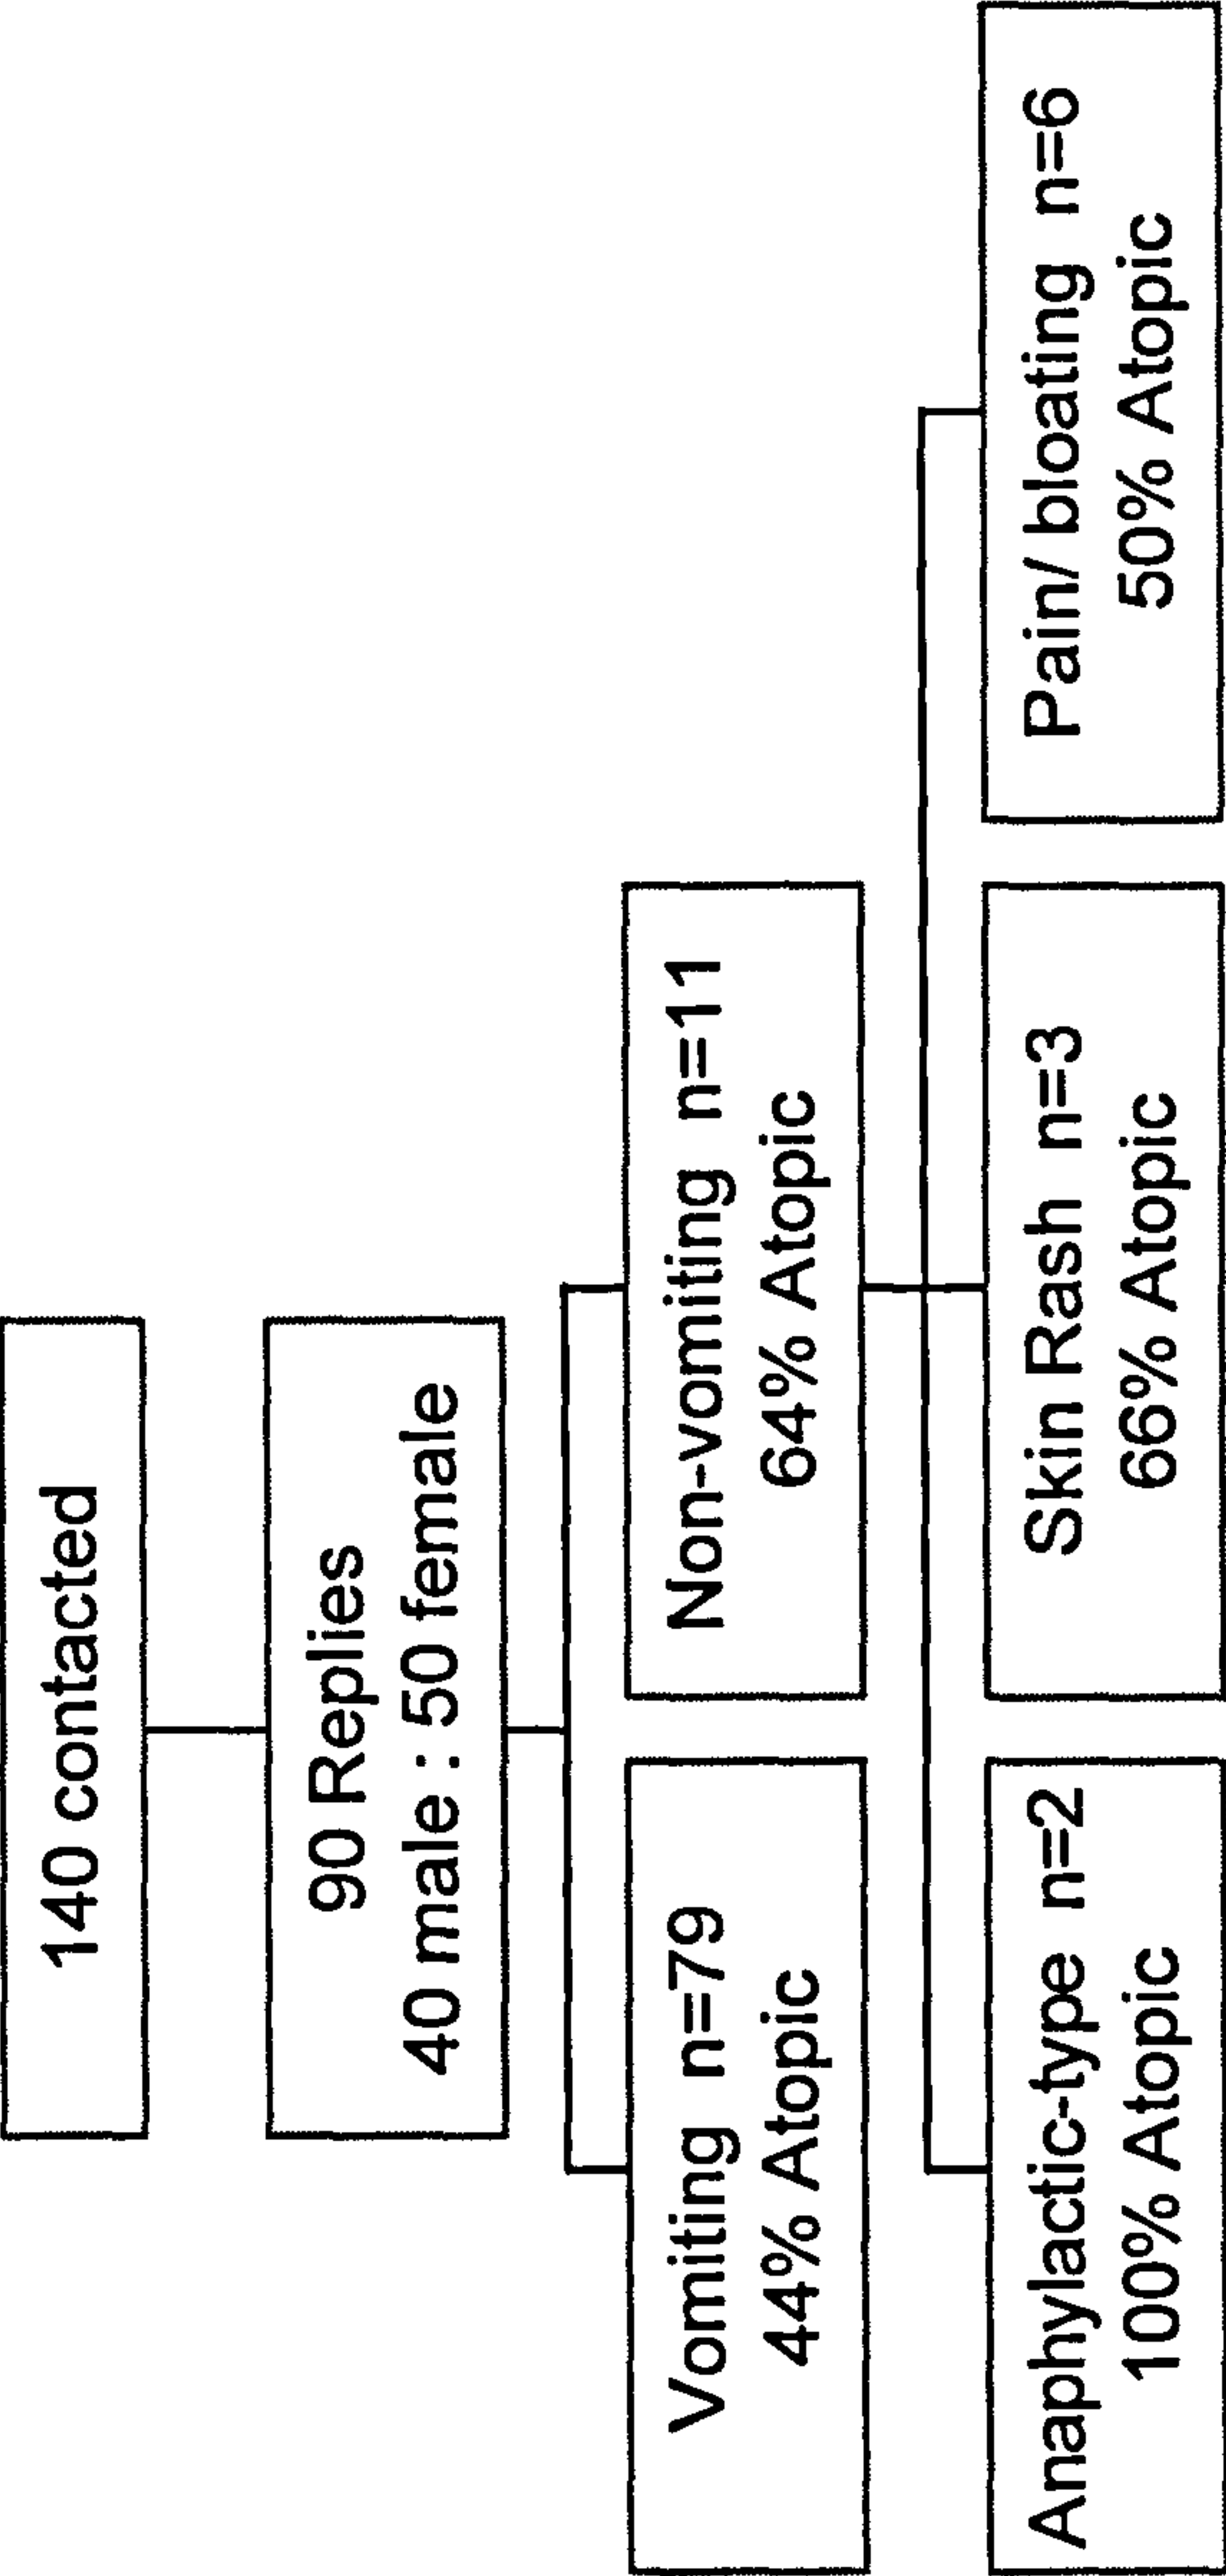 140 contacted
90 Replies
40 male : 50 female
Vomiting n=79
44% Atopic
Non-vomiting n=11
64% Atopic
Anaphylactic-type n=2
100% Atopic
Skin Rash n=3
66% Atopic
Pain/ bloating n=6
50% Atopic